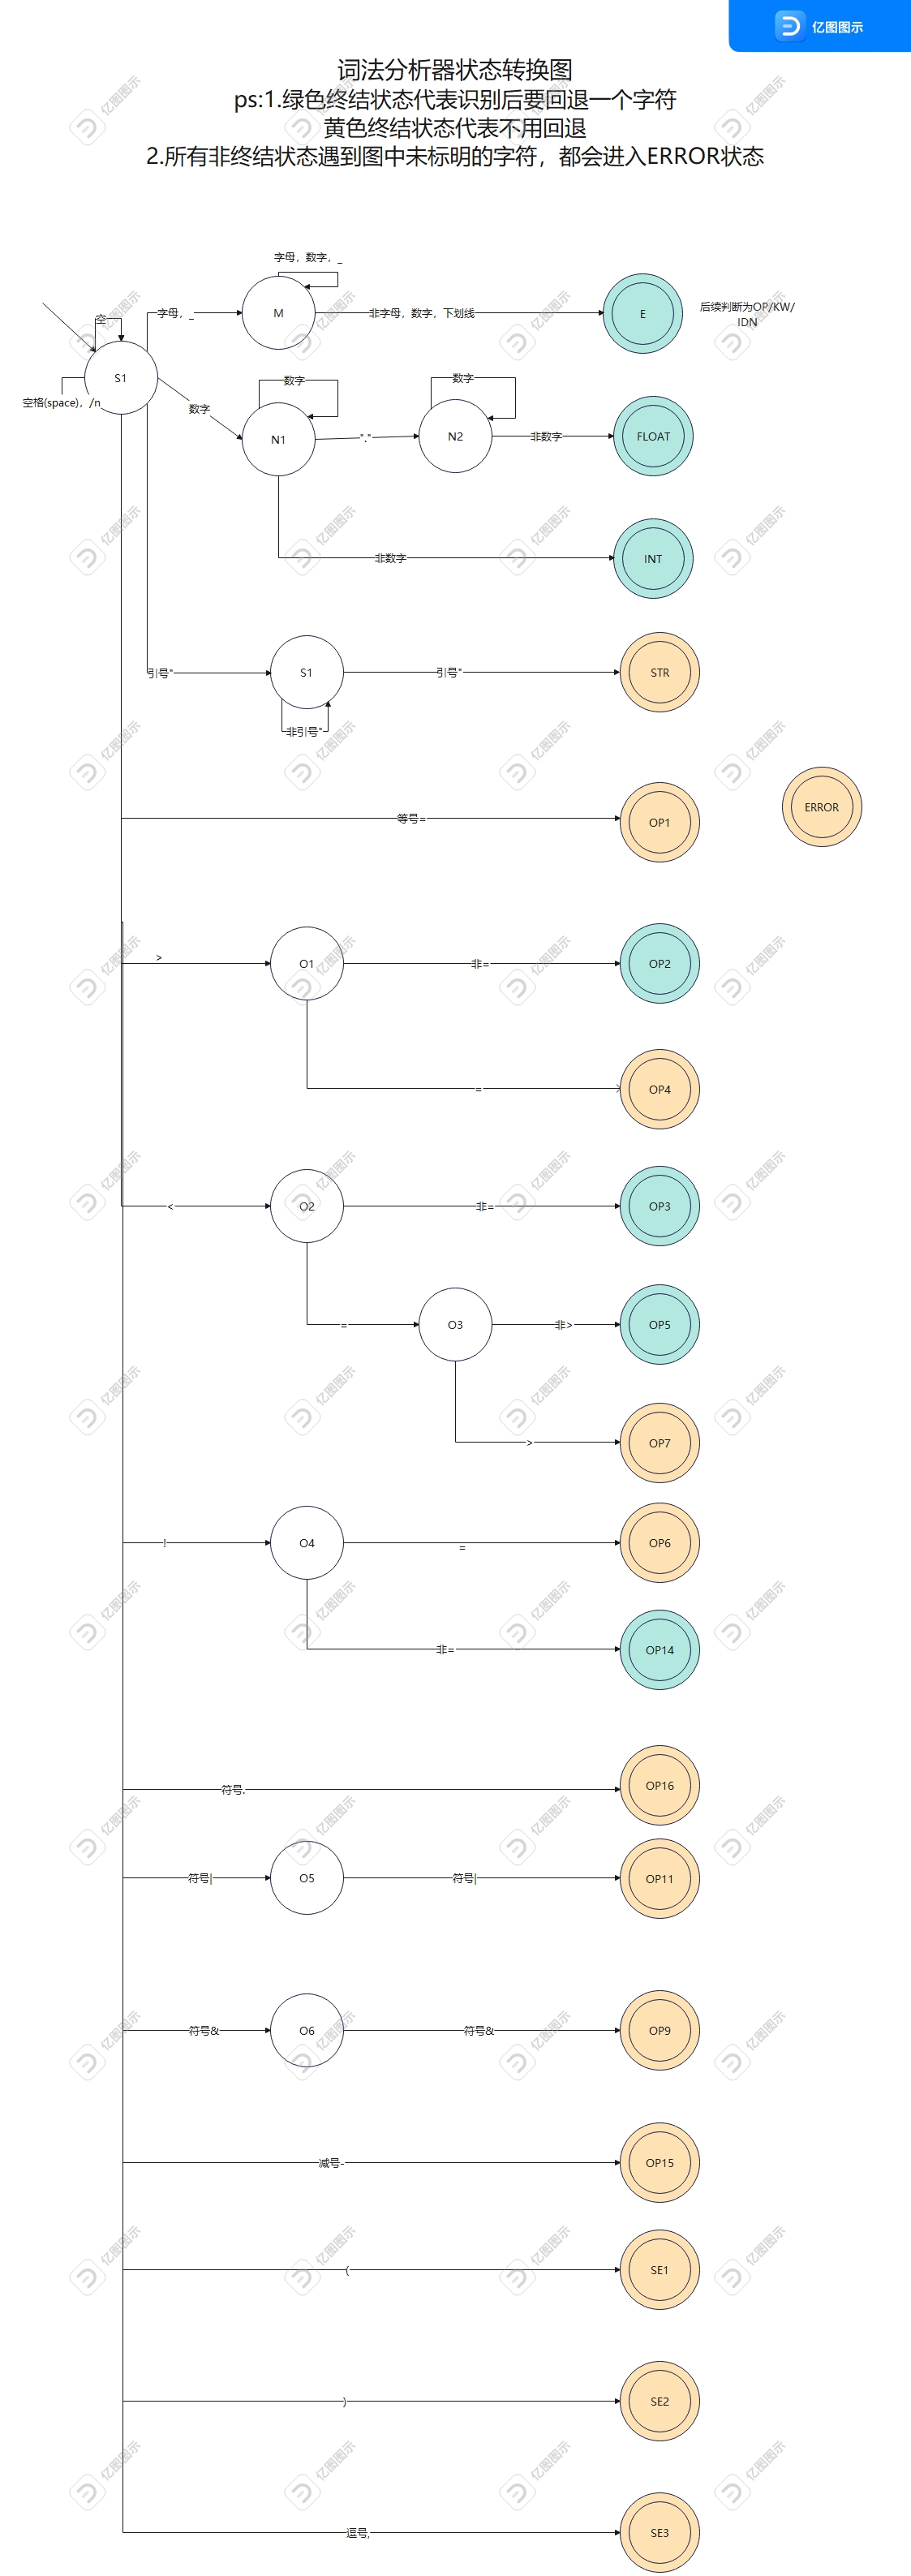 亿图图示
词法分析器状态转换图
ps:1.绿色终结状态代表识别后要回退一个字符
黄色终结状态代表不用回退
2.所有非终结状态遇到图中未标明的字符，都会进入ERROR状态
字母，数字，_
空
字母，_
M
非字母，数字，下划线
E
后续判断为OP/KW/
IDN
S1
空格(space)，/n
数字
数字
N1
"."
数字
N2
非数字
FLOAT
非数字
INT
引号"
S1
引号"
STR
非引号"
等号=
OP1
ERROR
>
O1
非=
OP2
=
OP4
<
O2
非=
OP3
=
O3
非>
OP5
>
OP7
!
O4
=
OP6
非=
OP14
符号.
OP16
符号|
O5
符号|
OP11
符号&
O6
符号&
OP9
减号-
OP15
(
SE1
)
SE2
逗号,
SE3